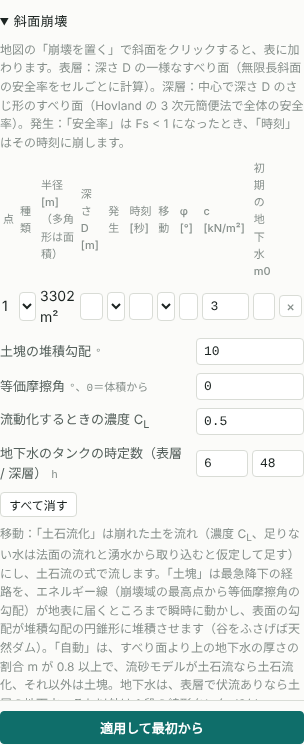 ▼ 斜面崩壊
地図の「崩壊を置く」で斜面をクリックすると、表に加
わります。表層：深さ D の一様なすべり面（無限長斜面
の安全率をセルごとに計算）。深層：中心で深さ D のさ
じ形のすべり面（Hovland の 3 次元簡便法で全体の安全
率）。発生：「安全率」は Fs < 1 になったとき、「時刻」
はその時刻に崩します。
点 種類 半径 [m]（多角形は面積） 深さ D [m] 発生 時刻 [秒] 移動 φ [°] c [kN/m²] 初期の地下水 m0
1 3302 m² 3 ×
土塊の堆積勾配 ° 10
等価摩擦角 °、0＝体積から 0
流動化するときの濃度 CL 0.5
地下水のタンクの時定数（表層
/ 深層） h 6 48
すべて消す
移動：「土石流化」は崩れた土を流れ（濃度 CL、足りな
い水は法面の流れと湧水から取り込むと仮定して足す）
にし、土石流の式で流します。「土塊」は最急降下の経
路を、エネルギー線（崩壊域の最高点から等価摩擦角の
勾配）が地表に届くところまで瞬時に動かし、表面の勾
配が堆積勾配の円錐形に堆積させます（谷をふさげば天
然ダム）。「自動」は、すべり面より上の地下水の厚さの
割合 m が 0.8 以上で、流砂モデルが土石流なら土石流
化、それ以外は土塊。地下水は、表層で伏流ありなら土
適用して最初から